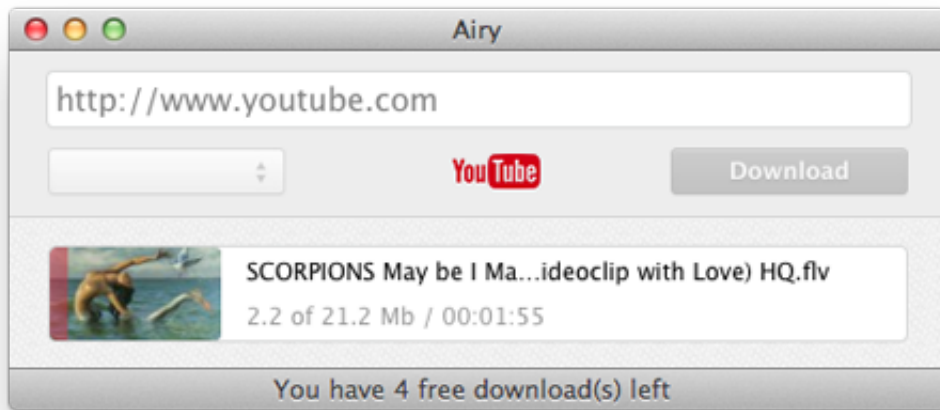 Airy
http://www.youtube.com
YouTube
Download
SCORPIONS May be I Ma...ideoclip with Love) HQ.flv
2.2 of 21.2 Mb / 00:01:55
You have 4 free download(s) left